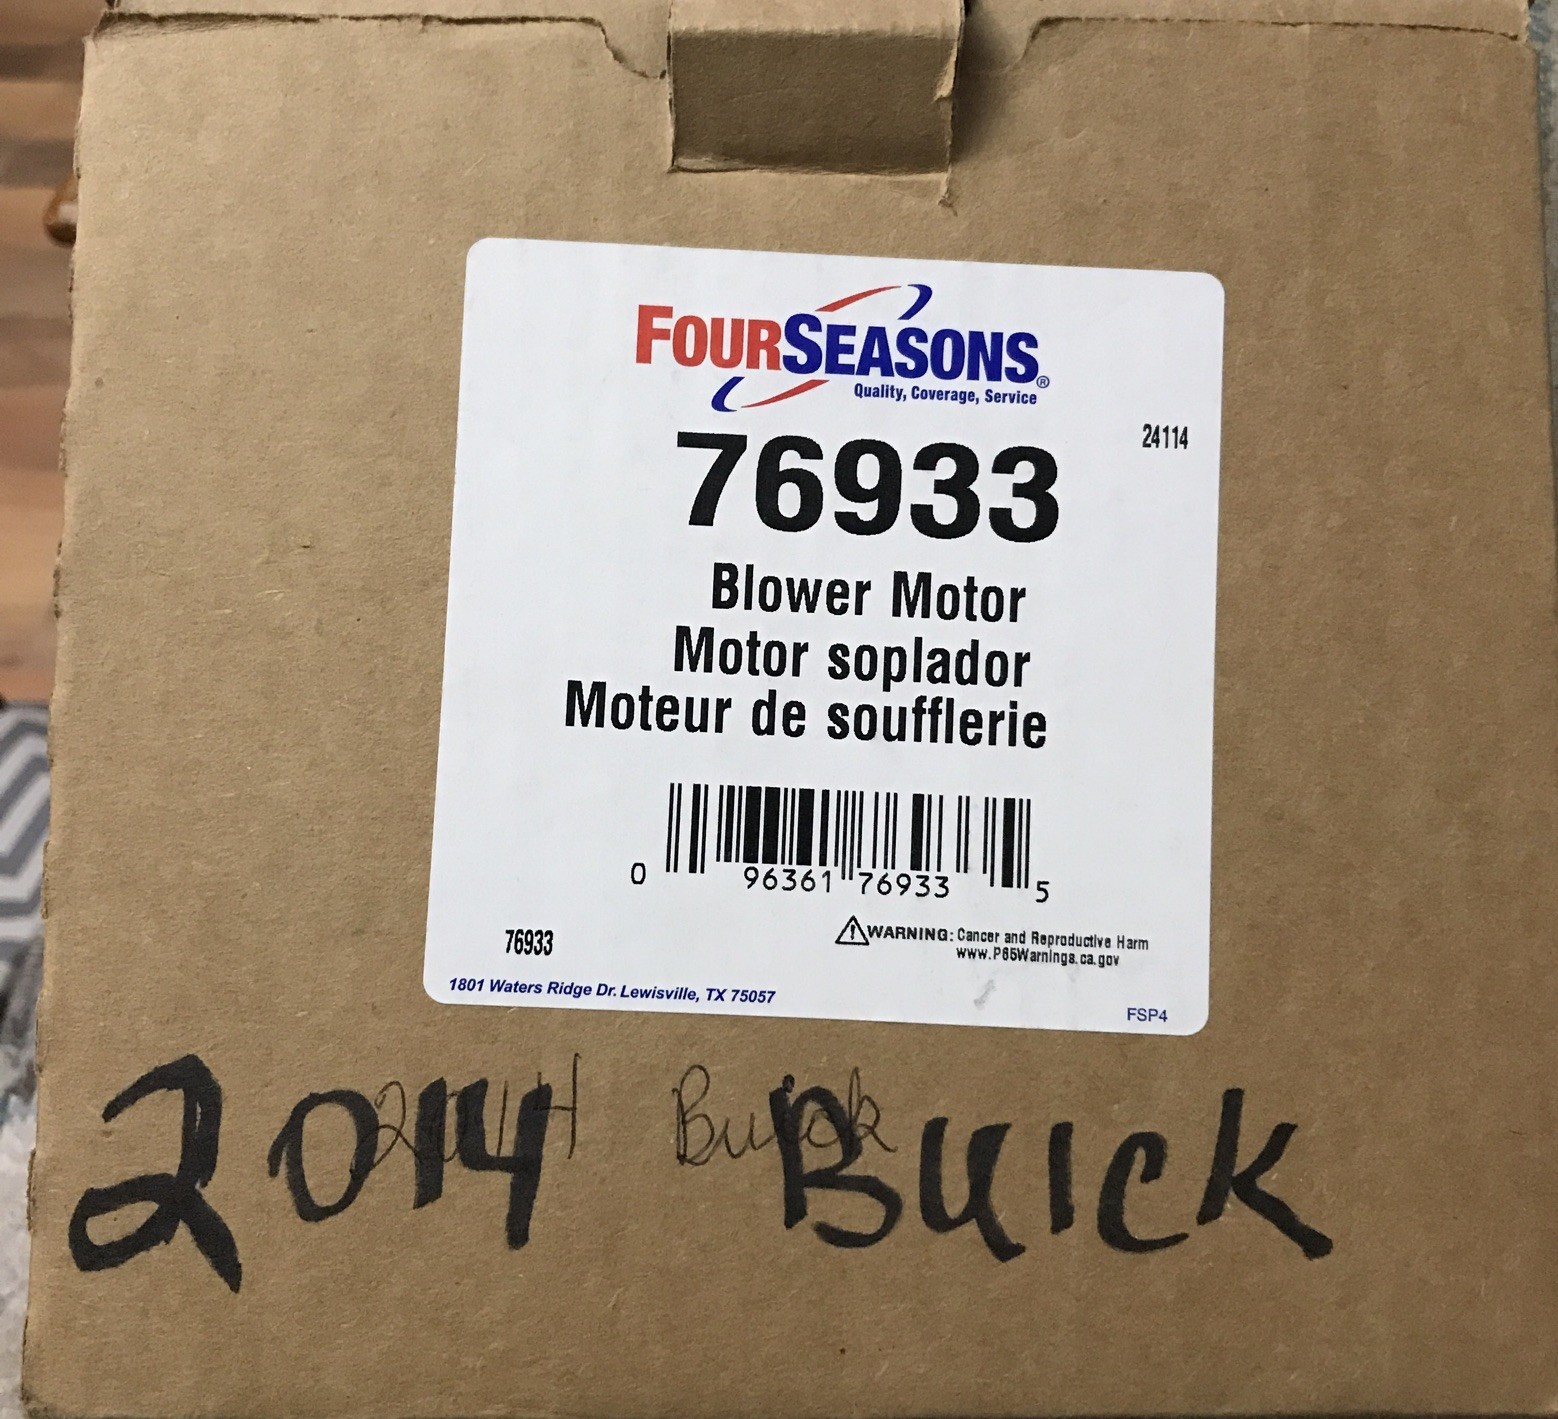 FOURSEASONS®
Quality, Coverage, Service
24114
76933
Blower Motor
Motor soplador
Moteur de soufflerie
0 96361 76933 5
76933
WARNING: Cancer and Reproductive Harm
www.P65Warnings.ca.gov
1801 Waters Ridge Dr. Lewisville, TX 75057
FSP4
2014 Buick
2014 BUICK